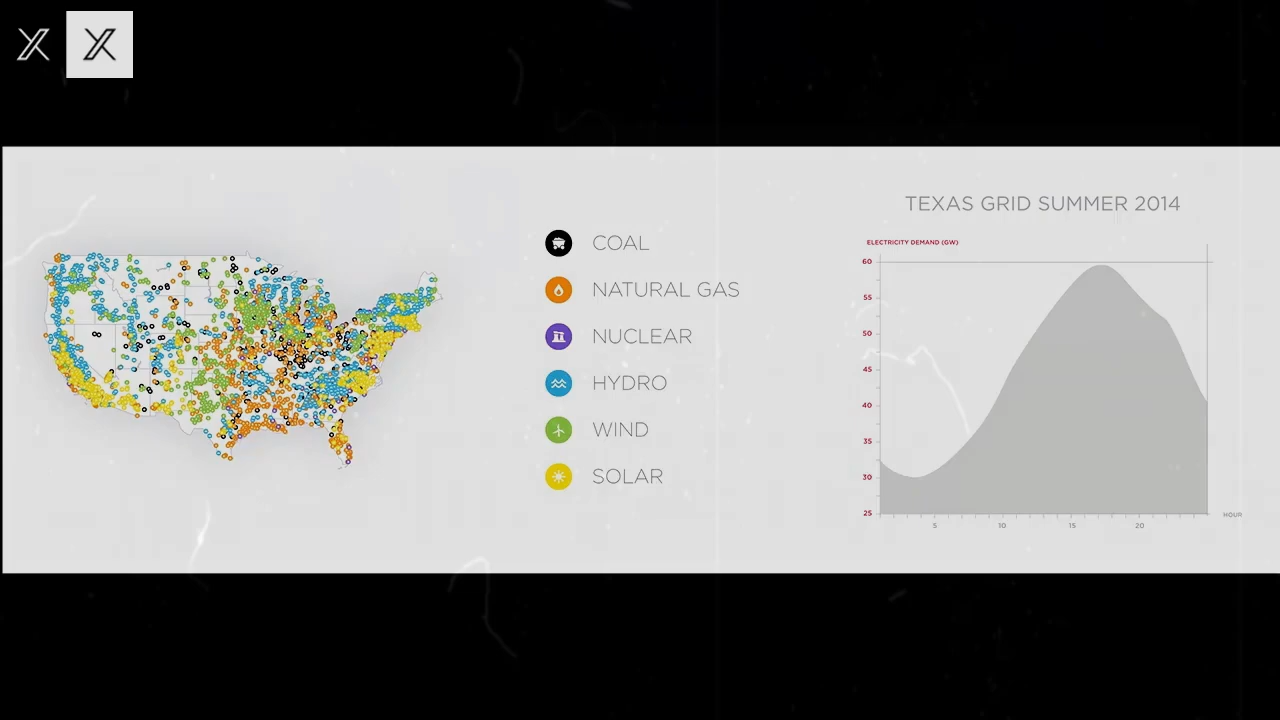 COAL
NATURAL GAS
NUCLEAR
HYDRO
WIND
SOLAR
TEXAS GRID SUMMER 2014
ELECTRICITY DEMAND (GW)
60
55
50
45
40
35
30
25
5
10
15
20
HOUR